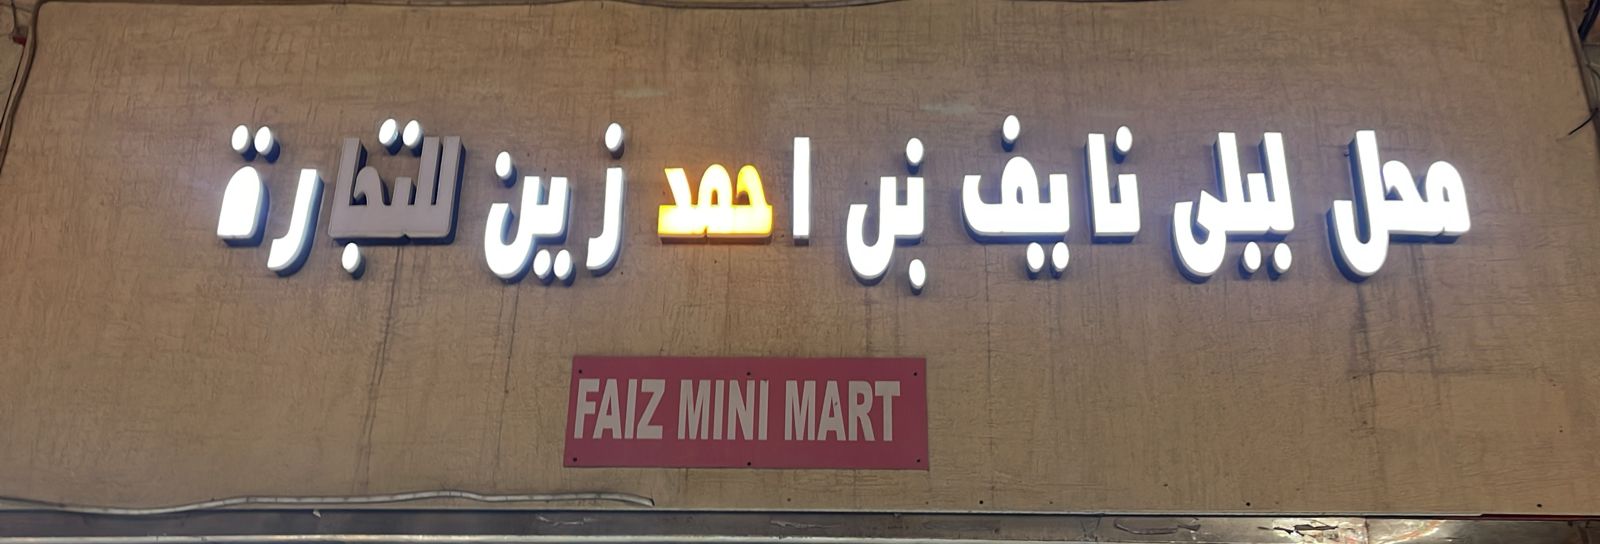 محل ليلى نايف بن احمد زين للتجارة
FAIZ MINI MART